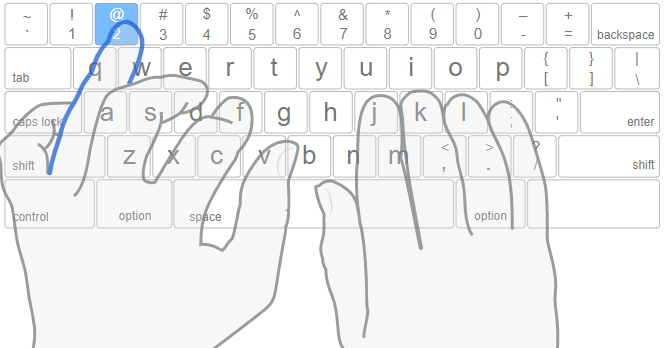 ~ ! @ # $ % ^ & * ( ) — +
` 1 2 3 4 5 6 7 8 9 0 - = backspace
tab q w e r t y u i o p { [ } ] | \
caps lock a s d f g h j k l : ; " ' enter
shift z x c v b n m < , > . ? / shift
control option space option